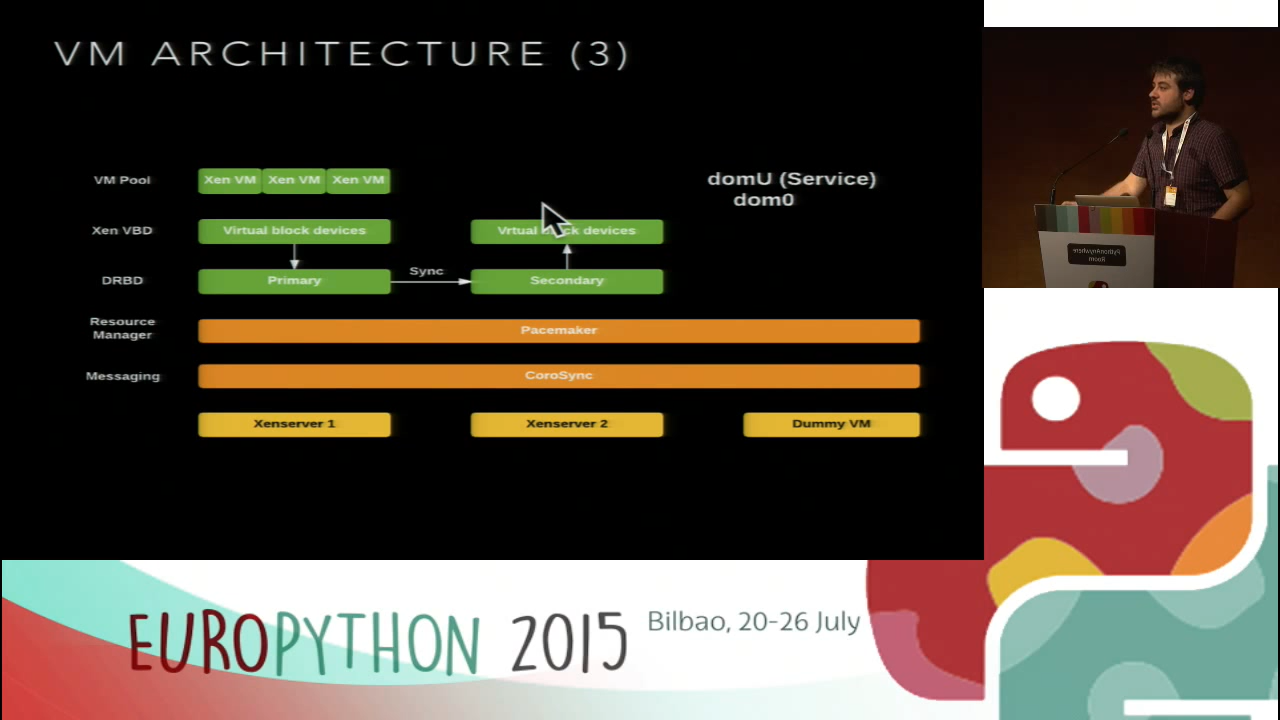 VM ARCHITECTURE (3)
VM Pool
Xen VM Xen VM Xen VM
domU (Service)
dom0
Xen VBD
Virtual block devices
Vrtual block devices
DRBD
Primary
Sync
Secondary
Resource
Manager
Pacemaker
Messaging
CoroSync
Xenserver 1
Xenserver 2
Dummy VM
PythonAnywhere
Room
EUROPYTHON 2015
Bilbao, 20-26 July